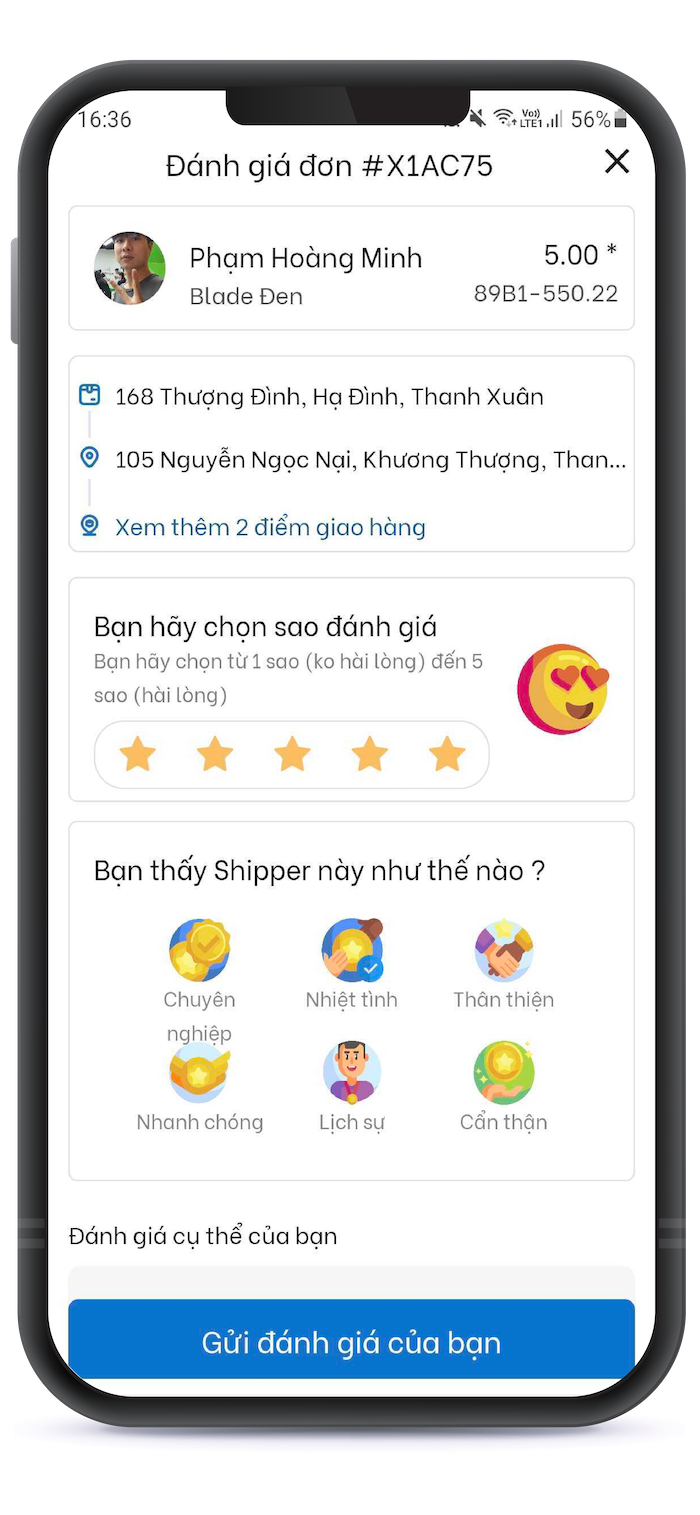 16:36
Vo))
LTE1
56%
Đánh giá đơn #X1AC75
Phạm Hoàng Minh
5.00 *
Blade Đen
89B1-550.22
168 Thượng Đình, Hạ Đình, Thanh Xuân
105 Nguyễn Ngọc Nại, Khương Thượng, Than...
Xem thêm 2 điểm giao hàng
Bạn hãy chọn sao đánh giá
Bạn hãy chọn từ 1 sao (ko hài lòng) đến 5
sao (hài lòng)
Bạn thấy Shipper này như thế nào ?
Chuyên
nghiệp
Nhiệt tình
Thân thiện
Nhanh chóng
Lịch sự
Cẩn thận
Đánh giá cụ thể của bạn
Gửi đánh giá của bạn